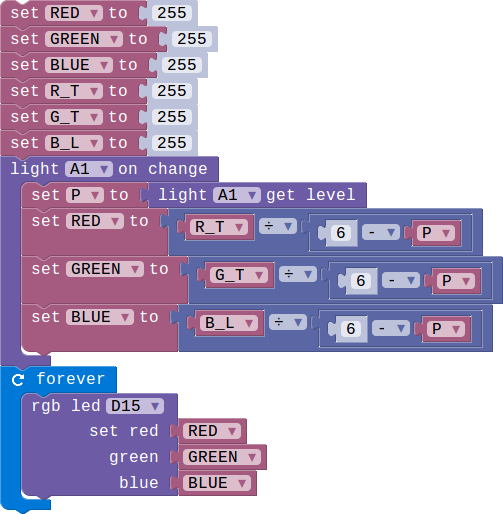 set RED ▾ to 255
set GREEN ▾ to 255
set BLUE ▾ to 255
set R_T ▾ to 255
set G_T ▾ to 255
set B_L ▾ to 255
light A1 ▾ on change
set P ▾ to light A1 ▾ get level
set RED ▾ to R_T ▾ ÷ ▾ 6 - ▾ P ▾
set GREEN ▾ to G_T ▾ ÷ ▾ 6 - ▾ P ▾
set BLUE ▾ to B_L ▾ ÷ ▾ 6 - ▾ P ▾
forever
rgb led D15 ▾
set red RED ▾
green GREEN ▾
blue BLUE ▾